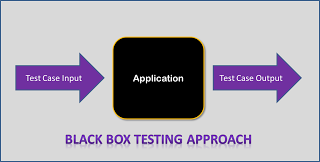 Test Case Input
Application
Test Case Output
BLACK BOX TESTING APPROACH